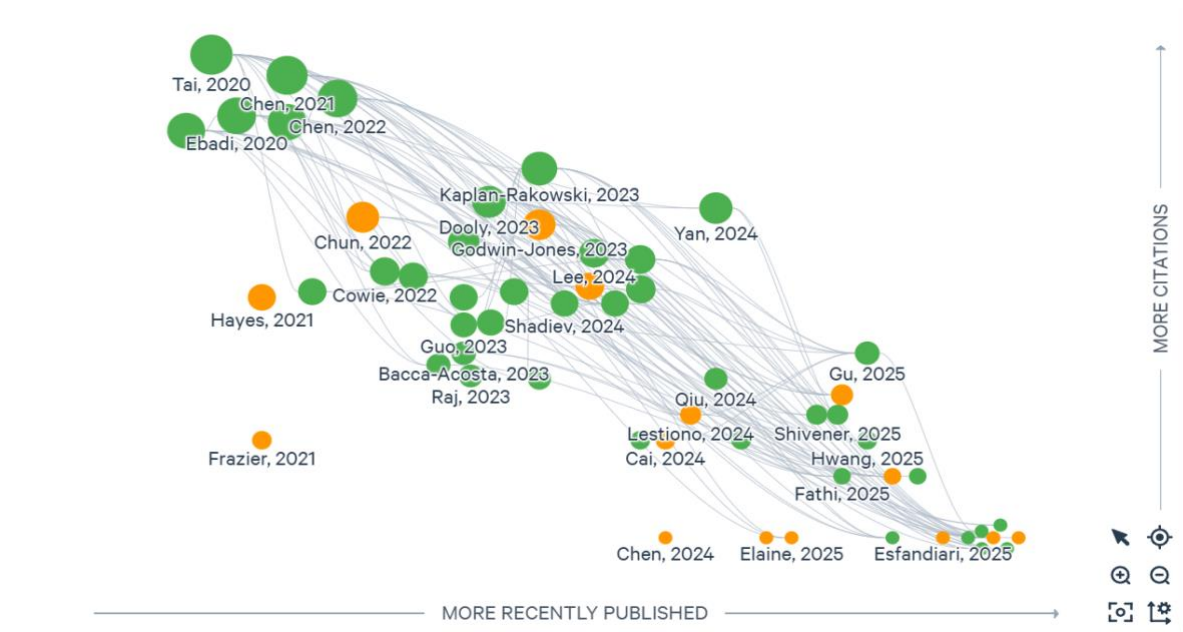 Tai, 2020
Chen, 2021
Chen, 2022
Ebadi, 2020
Kaplan-Rakowski, 2023
Dooly, 2023
Yan, 2024
Chun, 2022
Godwin-Jones, 2023
Lee, 2024
Cowie, 2022
Hayes, 2021
Shadiev, 2024
Guo, 2023
Bacca-Acosta, 2023
Gu, 2025
Raj, 2023
Qiu, 2024
Lestiono, 2024
Shivener, 2025
Frazier, 2021
Cai, 2024
Hwang, 2025
Fathi, 2025
Chen, 2024
Elaine, 2025
Esfandiari, 2025
MORE RECENTLY PUBLISHED
MORE CITATIONS